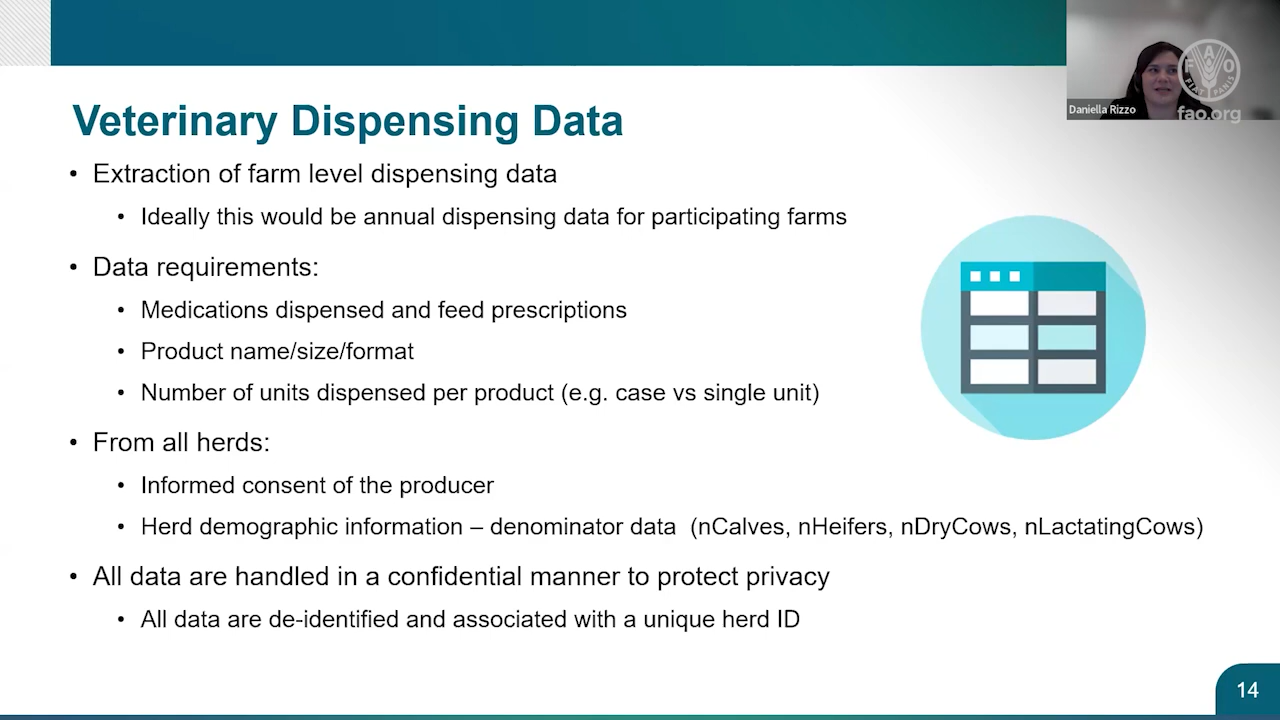 Veterinary Dispensing Data
• Extraction of farm level dispensing data
• Ideally this would be annual dispensing data for participating farms
• Data requirements:
• Medications dispensed and feed prescriptions
• Product name/size/format
• Number of units dispensed per product (e.g. case vs single unit)
• From all herds:
• Informed consent of the producer
• Herd demographic information – denominator data (nCalves, nHeifers, nDryCows, nLactatingCows)
• All data are handled in a confidential manner to protect privacy
• All data are de-identified and associated with a unique herd ID
Daniella Rizzo
F A O
FIAT PANIS
fao.org
14